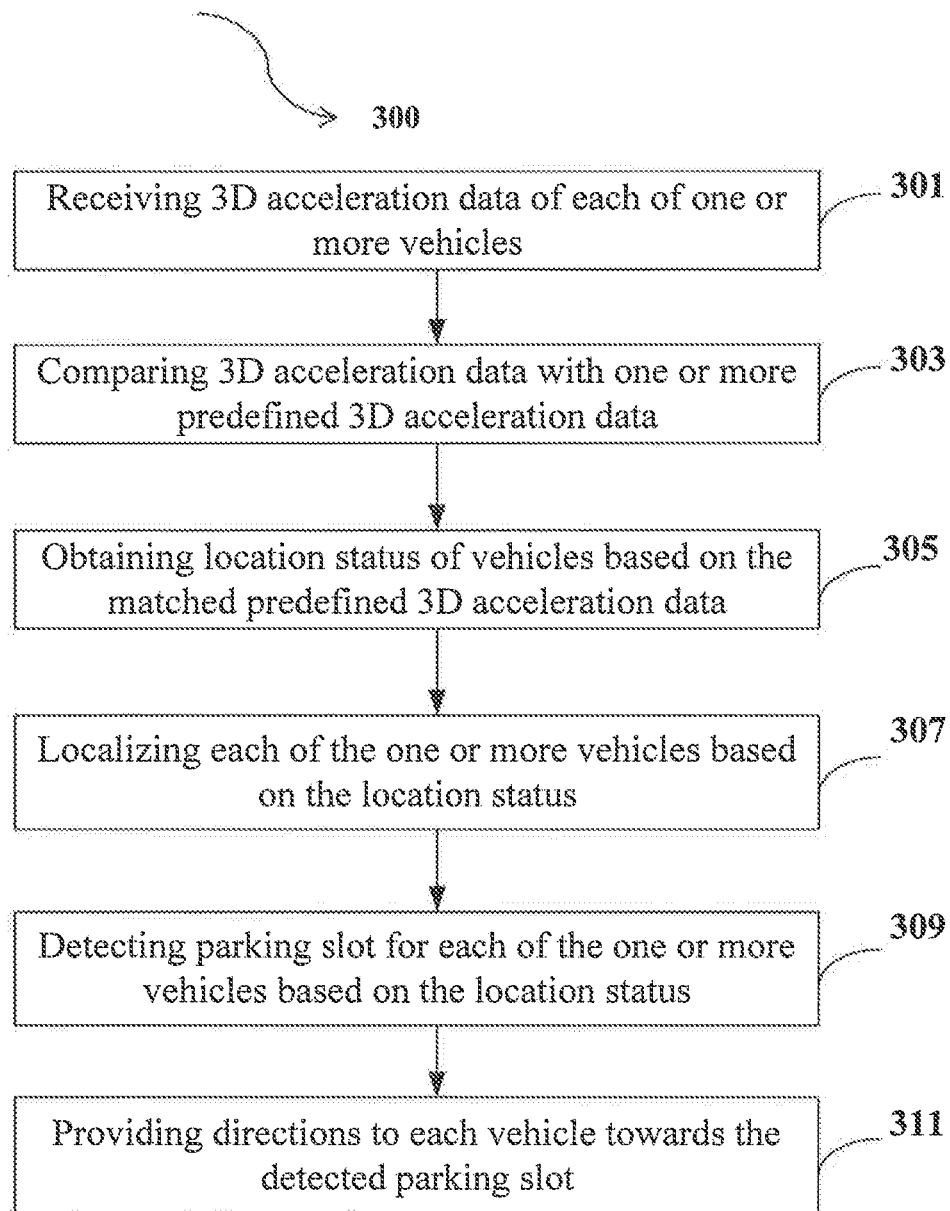 300
Receiving 3D acceleration data of each of one or
more vehicles
301
Comparing 3D acceleration data with one or more
predefined 3D acceleration data
303
Obtaining location status of vehicles based on the
matched predefined 3D acceleration data
305
Localizing each of the one or more vehicles based
on the location status
307
Detecting parking slot for each of the one or more
vehicles based on the location status
309
Providing directions to each vehicle towards the
detected parking slot
311